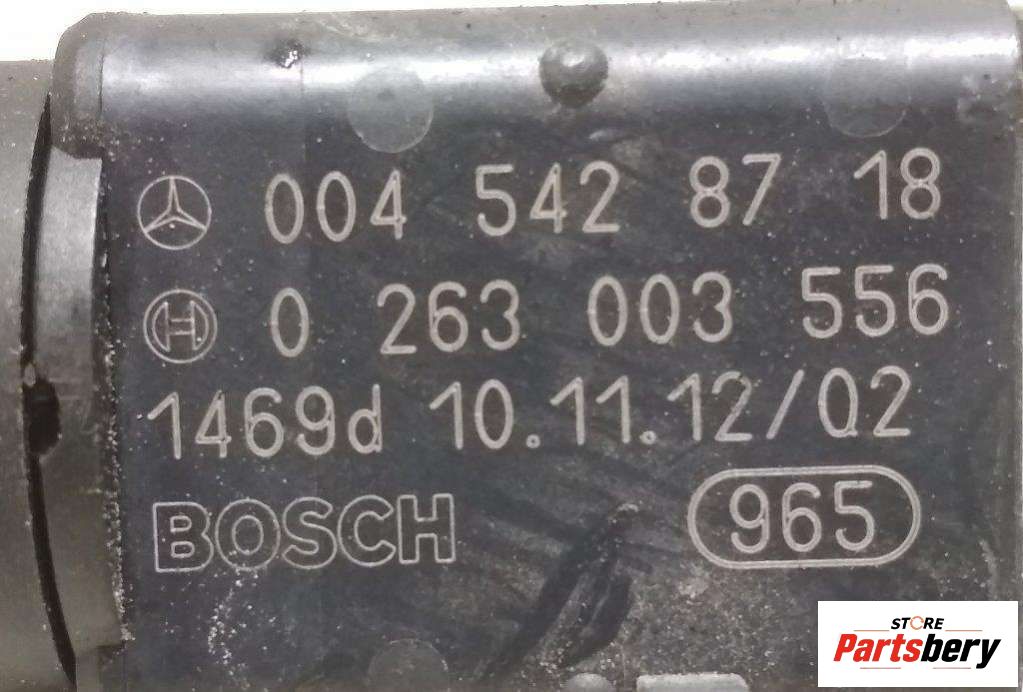 004 542 87 18
0 263 003 556
1469d 10.11.12/02
BOSCH 965
STORE
Partsbery